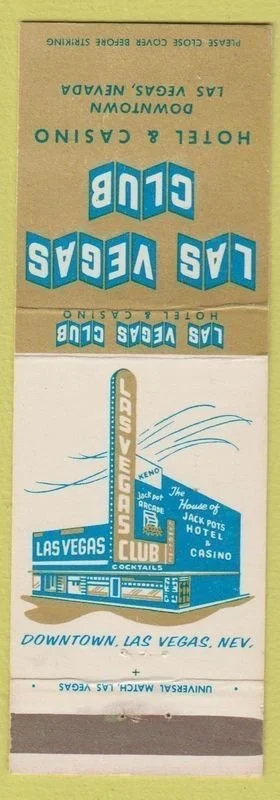 PLEASE CLOSE COVER BEFORE STRIKING
LAS VEGAS, NEVADA
DOWNTOWN
HOTEL & CASINO
LAS VEGAS
CLUB
LAS VEGAS CLUB
HOTEL & CASINO
LAS VEGAS
CLUB
COCKTAILS
LAS VEGAS
KENO
Jack pot
ARCADE
The
House of
JACK POTS
HOTEL
&
CASINO
DOWNTOWN, LAS VEGAS, NEV.
UNIVERSAL MATCH, LAS VEGAS